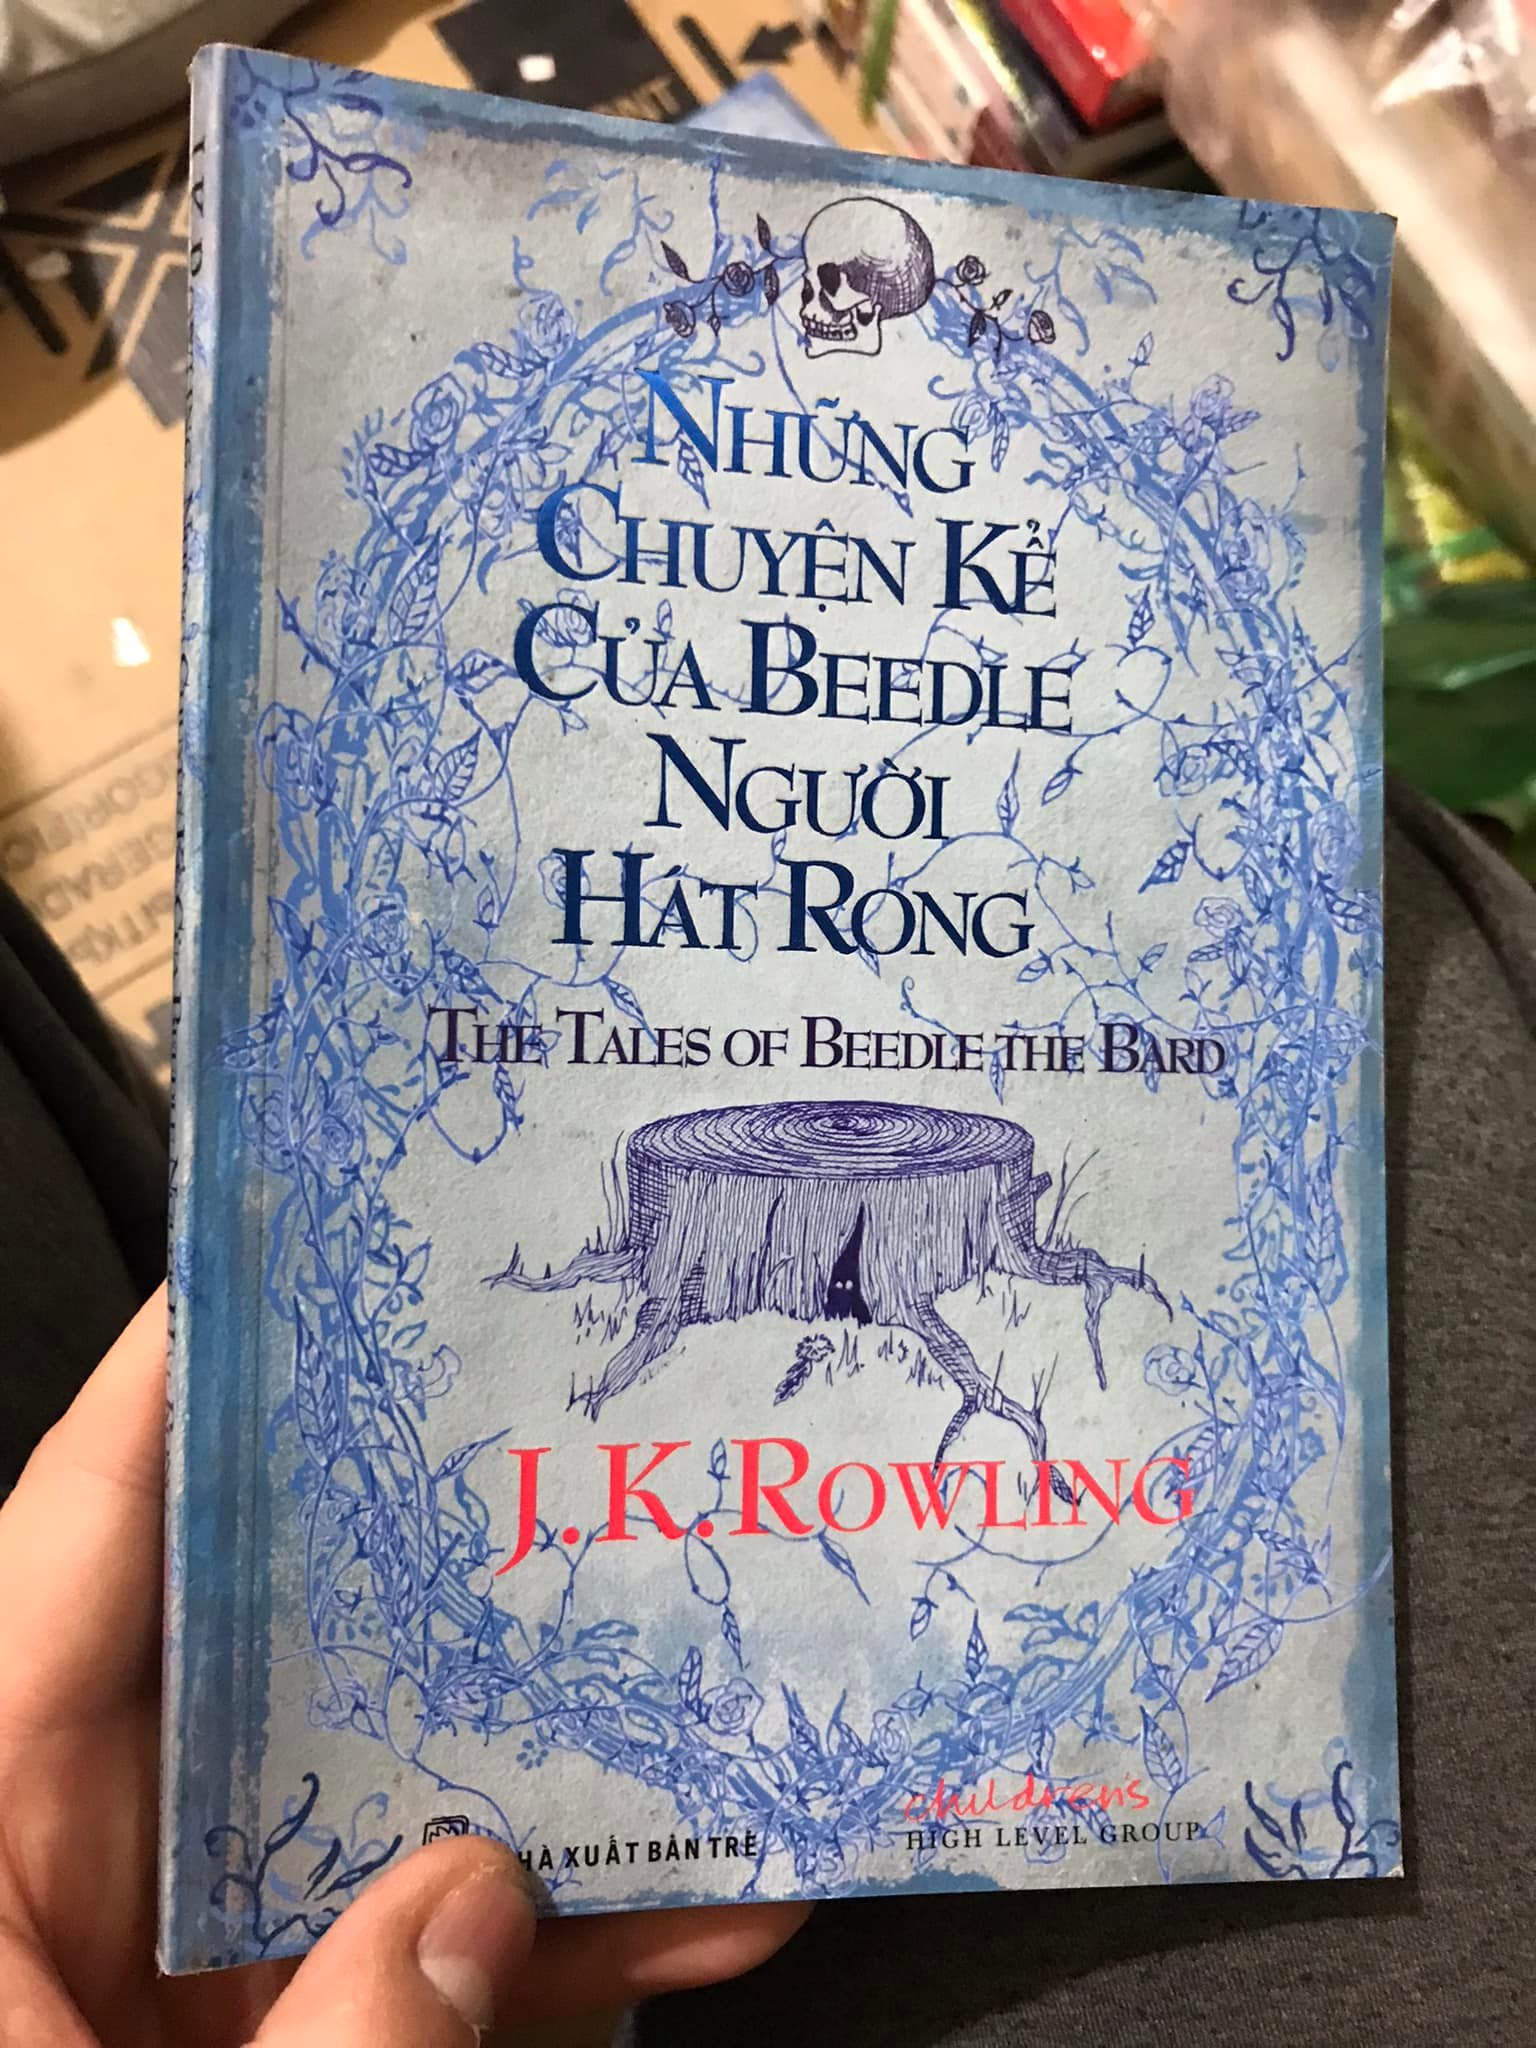 NHỮNG
CHUYỆN KỂ
CỦA BEEDLE
NGƯỜI
HÁT RONG
THE TALES OF BEEDLE THE BARD
J.K.ROWLING
XUẤT BẢN TRẺ
children's
HIGH LEVEL GROUP